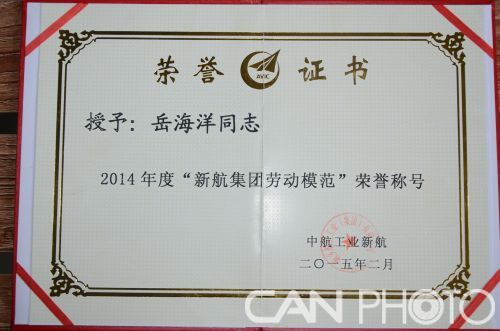 荣誉 AVIC 证书
授予：岳海洋同志
2014年度“新航集团劳动模范”荣誉称号
中航工业新航
二〇一五年二月
CAN PHOTO